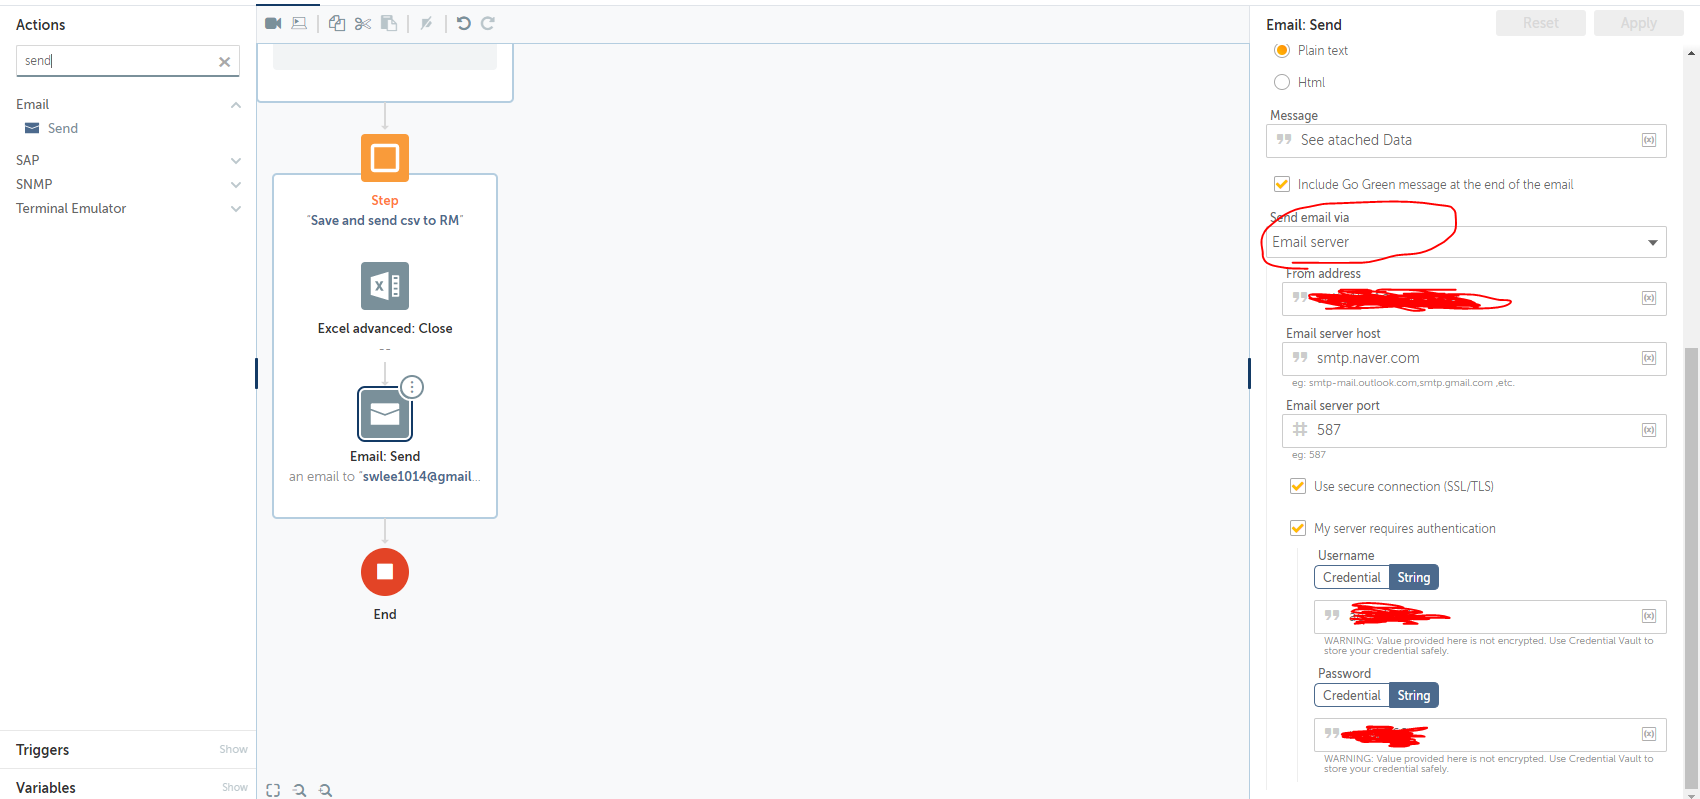 Actions
send
Email
Send
SAP
SNMP
Terminal Emulator
Triggers
Show
Variables
Show
Step
"Save and send csv to RM"
Excel advanced: Close
--
Email: Send
an email to "swlee1014@gmail...
End
Email: Send
Reset
Apply
Plain text
Html
Message
See atached Data
Include Go Green message at the end of the email
Send email via
Email server
From address
Email server host
smtp.naver.com
eg: smtp-mail.outlook.com,smtp.gmail.com ,etc.
Email server port
587
eg: 587
Use secure connection (SSL/TLS)
My server requires authentication
Username
Credential
String
WARNING: Value provided here is not encrypted. Use Credential Vault to
store your credential safely.
Password
Credential
String
WARNING: Value provided here is not encrypted. Use Credential Vault to
store your credential safely.